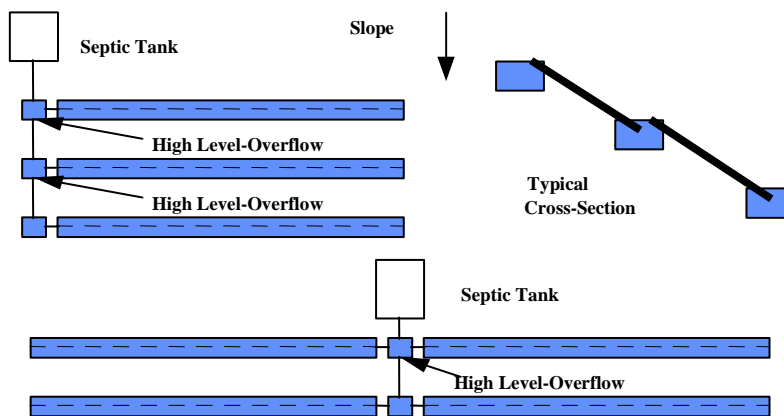 Septic Tank
Slope
High Level-Overflow
High Level-Overflow
Typical
Cross-Section
Septic Tank
High Level-Overflow